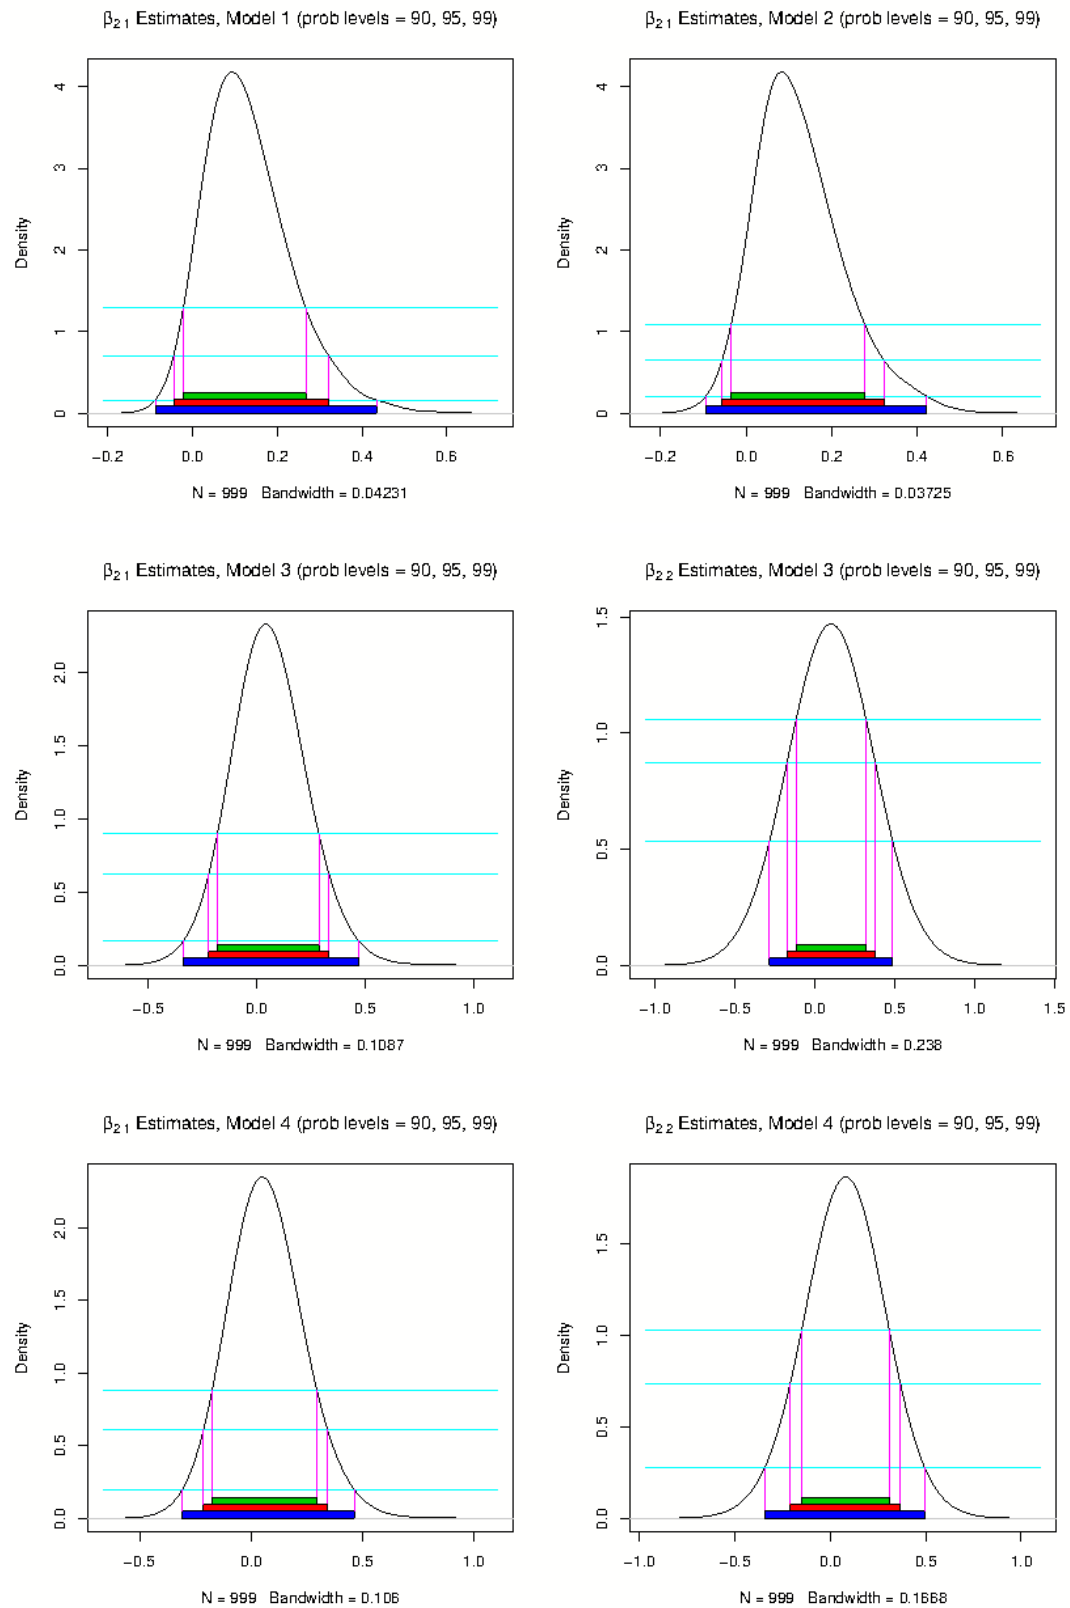 β21 Estimates, Model 1 (prob levels = 90, 95, 99)
Density
4
3
2
1
0
−0.2 0.0 0.2 0.4 0.6
N = 999 Bandwidth = 0.04231
β21 Estimates, Model 2 (prob levels = 90, 95, 99)
Density
4
3
2
1
0
−0.2 0.0 0.2 0.4 0.6
N = 999 Bandwidth = 0.03725
β21 Estimates, Model 3 (prob levels = 90, 95, 99)
Density
2.0
1.5
1.0
0.5
0.0
−0.5 0.0 0.5 1.0
N = 999 Bandwidth = 0.1087
β22 Estimates, Model 3 (prob levels = 90, 95, 99)
Density
1.5
1.0
0.5
0.0
−1.0 −0.5 0.0 0.5 1.0 1.5
N = 999 Bandwidth = 0.238
β21 Estimates, Model 4 (prob levels = 90, 95, 99)
Density
2.0
1.5
1.0
0.5
0.0
−0.5 0.0 0.5 1.0
N = 999 Bandwidth = 0.106
β22 Estimates, Model 4 (prob levels = 90, 95, 99)
Density
1.5
1.0
0.5
0.0
−1.0 −0.5 0.0 0.5 1.0
N = 999 Bandwidth = 0.1668